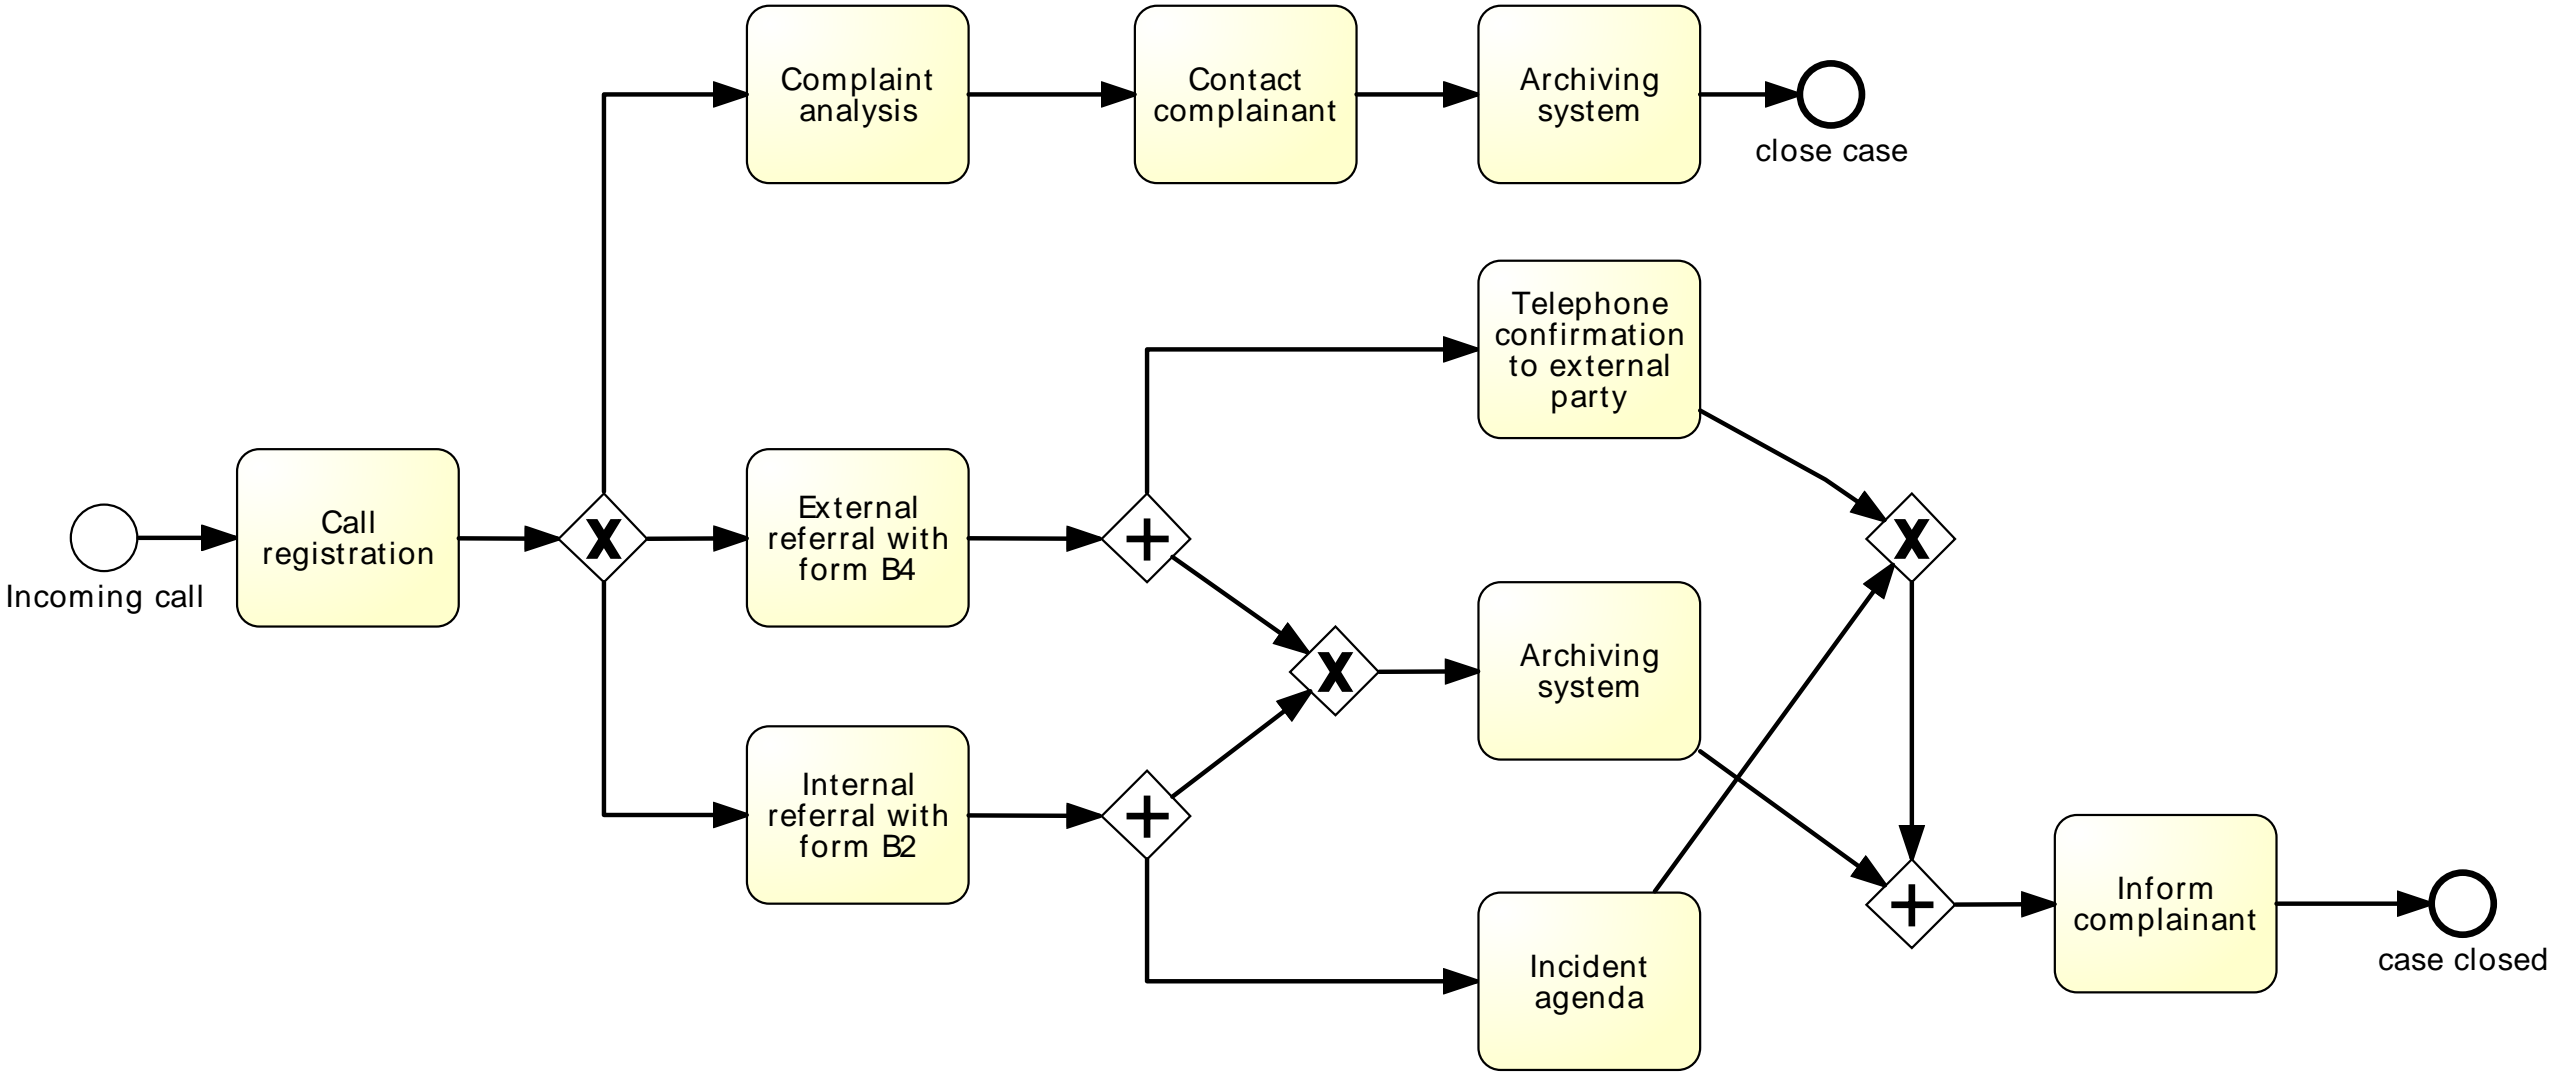 Complaint
analysis
Contact
complainant
Archiving
system
close case
Telephone
confirmation
to external
party
Incoming call
Call
registration
X
External
referral with
form B4
+
X
X
Archiving
system
Internal
referral with
form B2
+
+
Inform
complainant
case closed
Incident
agenda